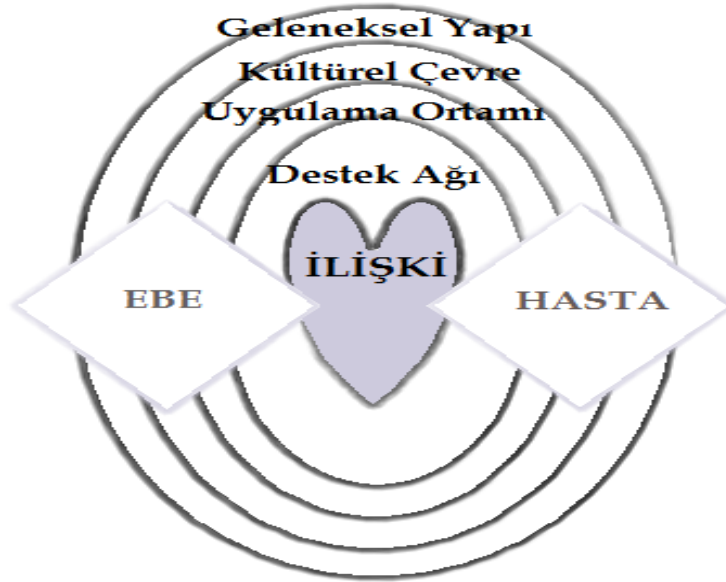 Geleneksel Yapı
Kültürel Çevre
Uygulama Ortamı
Destek Ağı
İLİŞKİ
EBE
HASTA